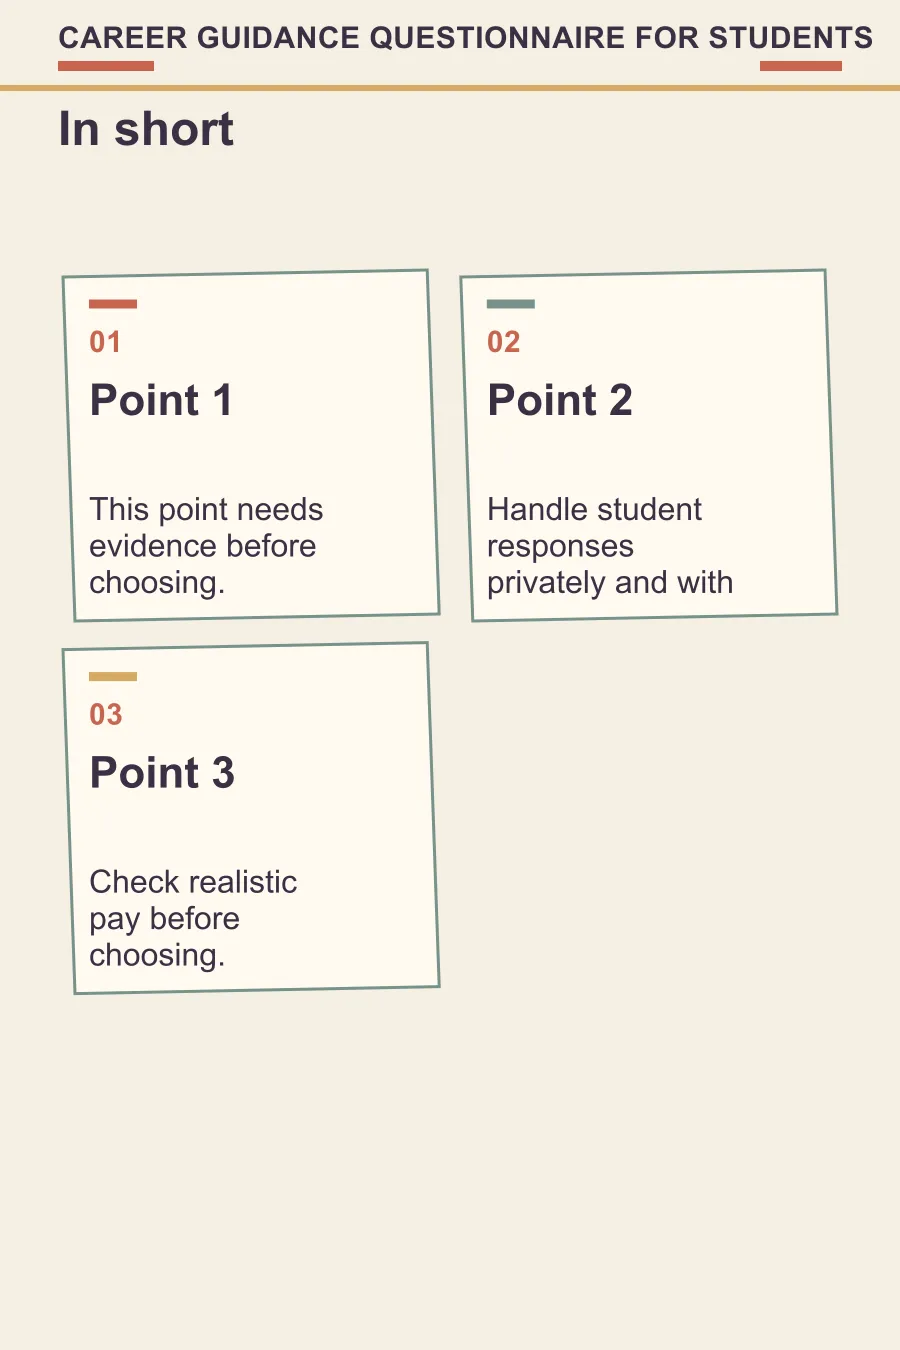 CAREER GUIDANCE QUESTIONNAIRE FOR STUDENTS
In short
01
Point 1
This point needs
evidence before
choosing.
02
Point 2
Handle student
responses
privately and with
03
Point 3
Check realistic
pay before
choosing.